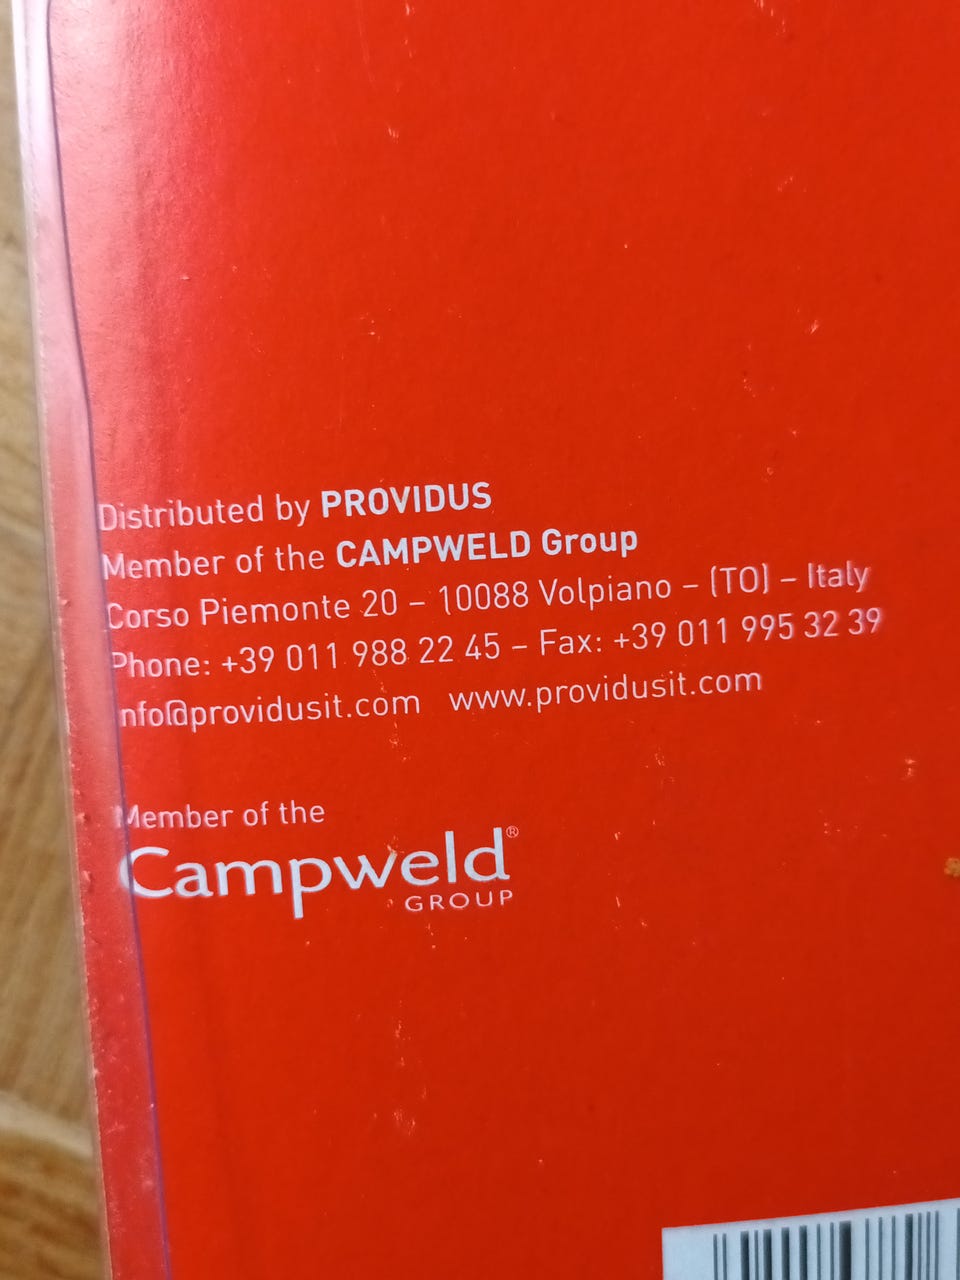 Distributed by PROVIDUS
Member of the CAMPWELD Group
Corso Piemonte 20 – 10088 Volpiano – (TO) – Italy
Phone: +39 011 988 22 45 – Fax: +39 011 995 32 39
info@providusit.com www.providusit.com
Member of the
Campweld®
GROUP